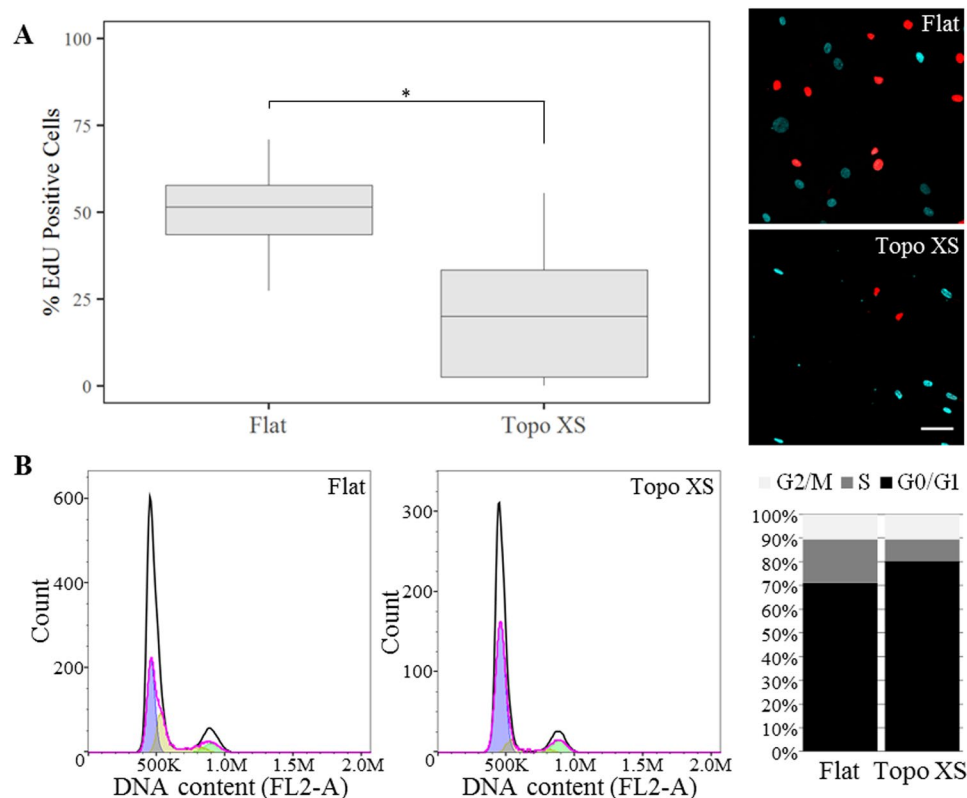 A
% EdU Positive Cells
100
75
50
25
0
*
Flat
Topo XS
Flat
Topo XS
B
Flat
Count
600
400
200
0
500K
1.0M
1.5M
2.0M
DNA content (FL2-A)
Topo XS
Count
300
200
100
0
0
500K
1.0M
1.5M
2.0M
DNA content (FL2-A)
G2/M S G0/G1
100%
90%
80%
70%
60%
50%
40%
30%
20%
10%
0%
Flat Topo XS